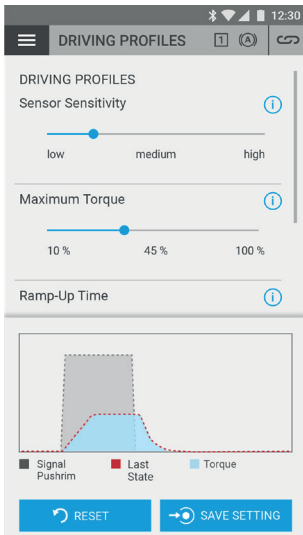 12:30
DRIVING PROFILES 1 (A)
DRIVING PROFILES
Sensor Sensitivity i
low medium high
Maximum Torque i
10 % 45 % 100 %
Ramp-Up Time i
Signal Pushrim
Last State
Torque
RESET SAVE SETTING